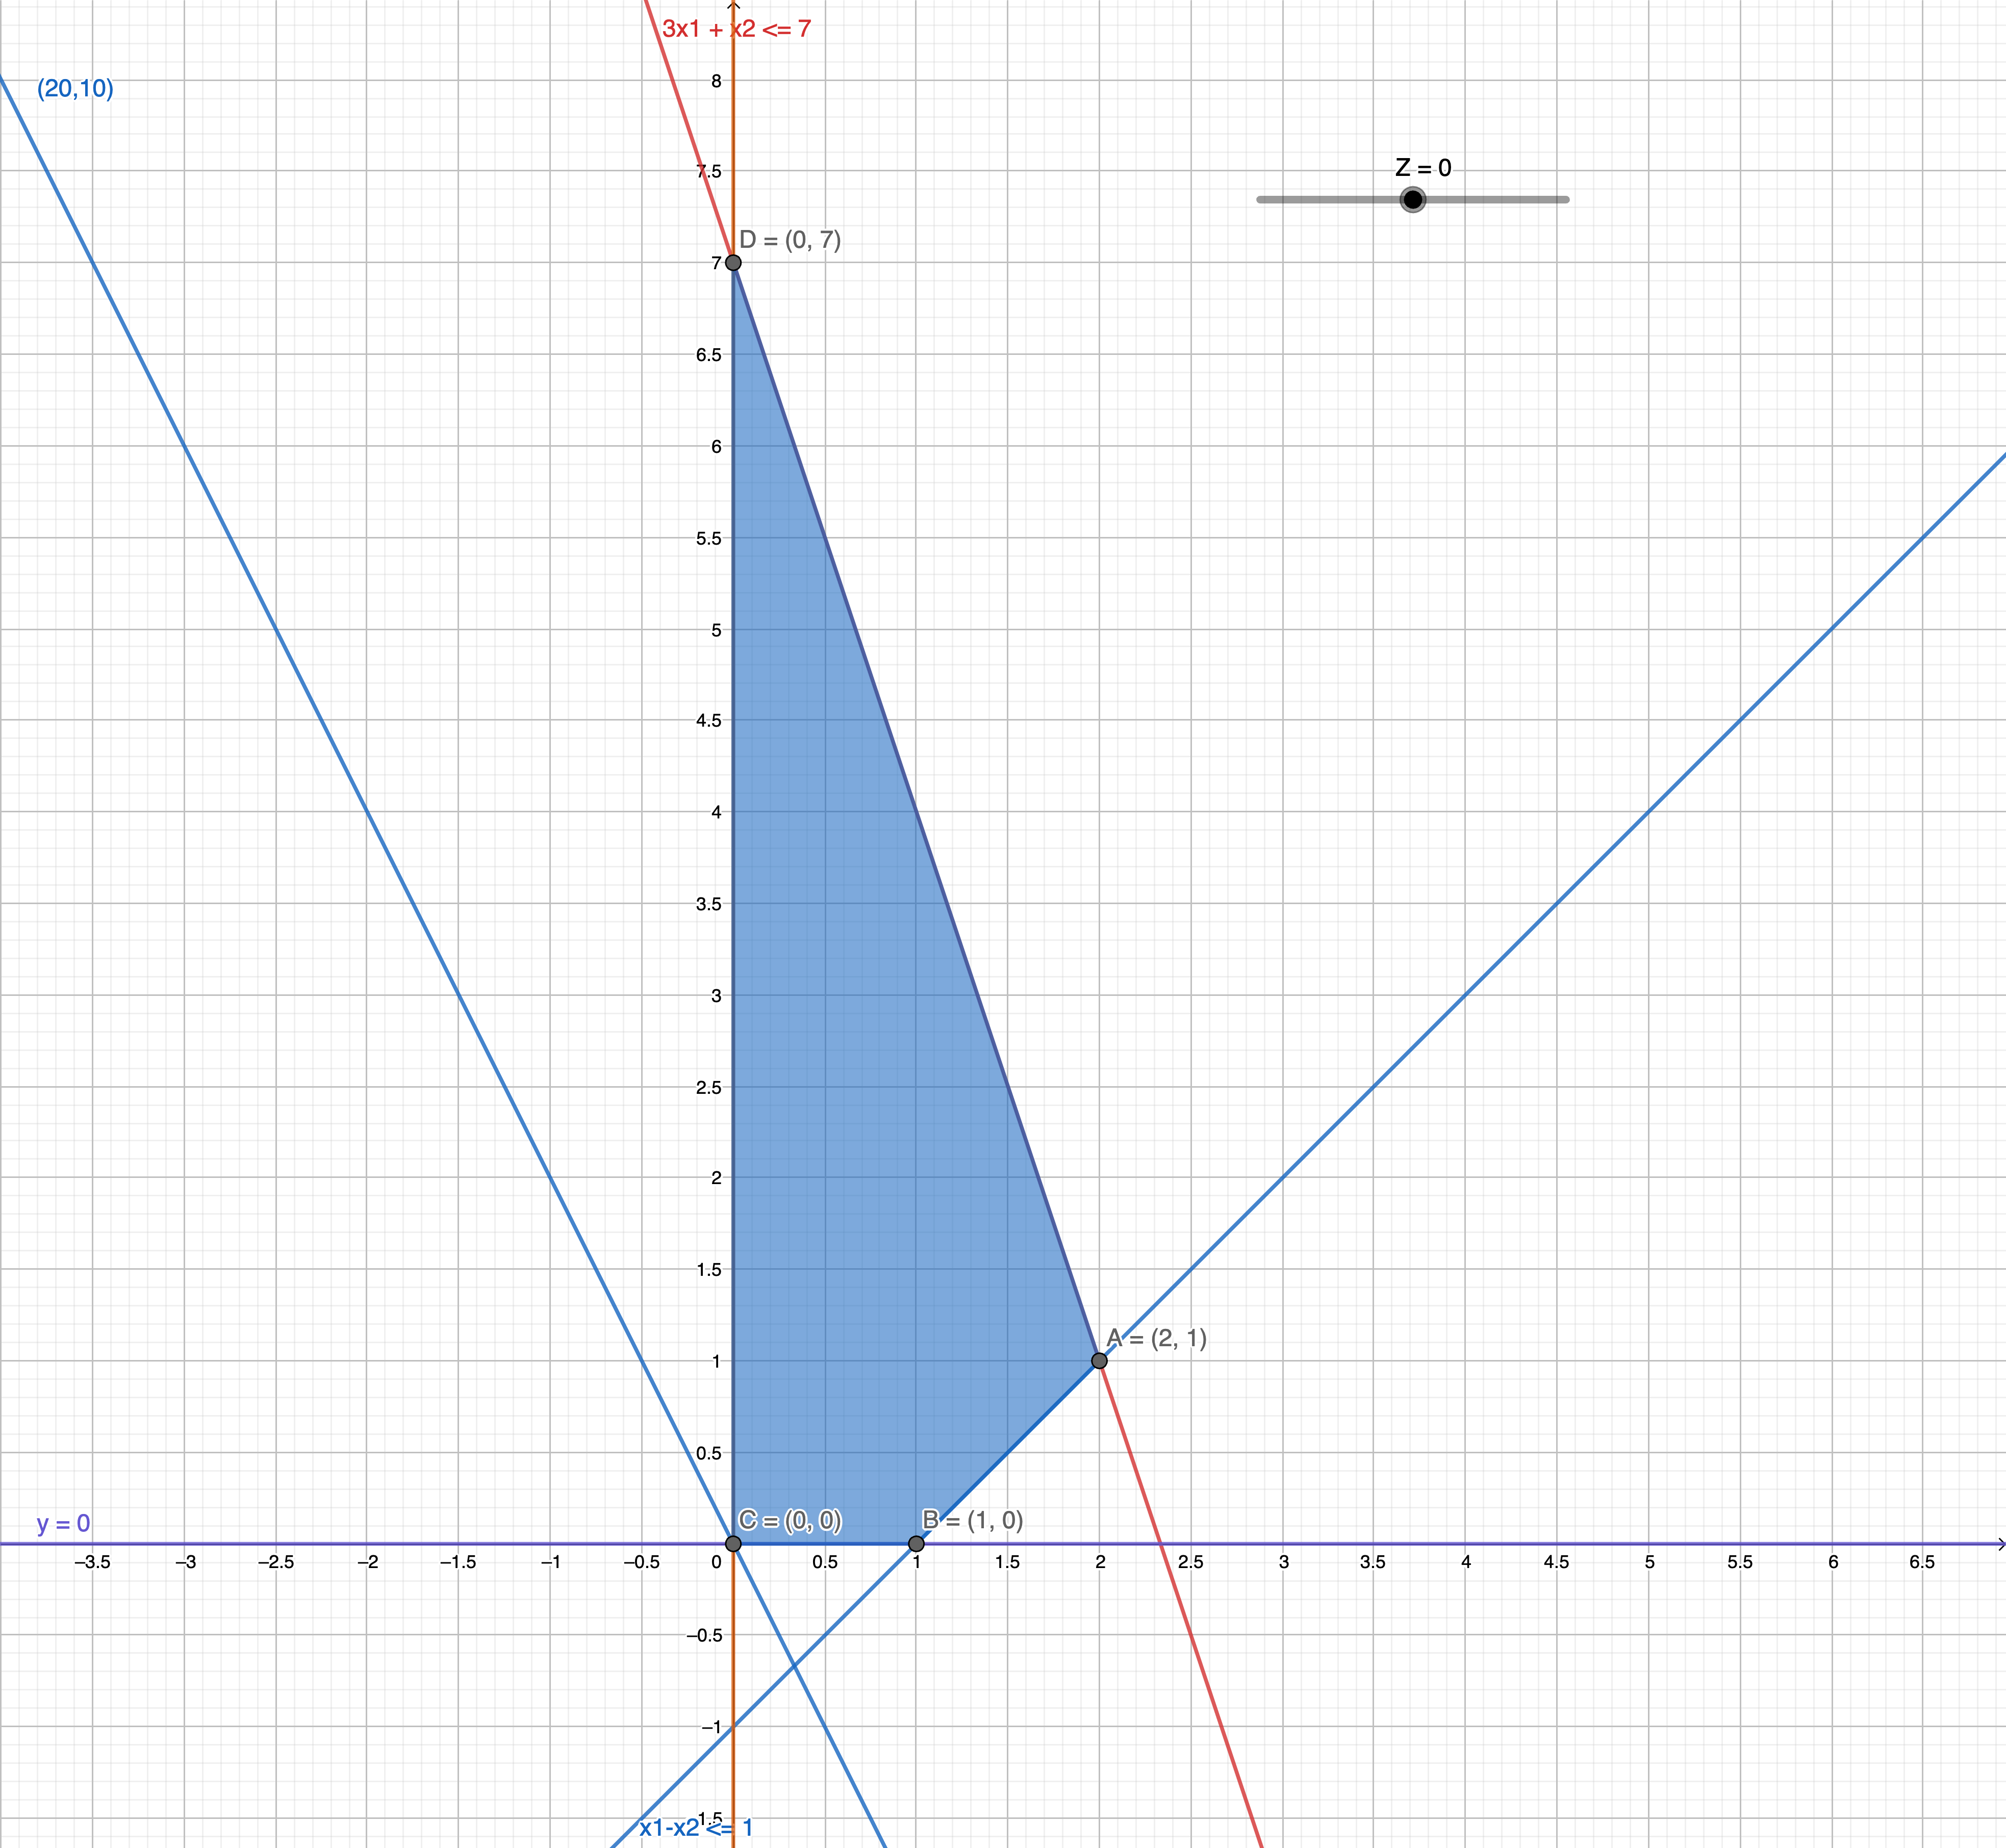 3x1 + x2 <= 7
8
(20,10)
Z = 0
7.5
D = (0, 7)
7
6.5
6
5.5
5
4.5
4
3.5
3
2.5
2
1.5
A = (2, 1)
1
0.5
y = 0
C = (0, 0)
B = (1, 0)
−3.5 −3 −2.5 −2 −1.5 −1 −0.5 0 0.5 1 1.5 2 2.5 3 3.5 4 4.5 5 5.5 6 6.5
−0.5
−1
−1.5
x1-x2 <= 1